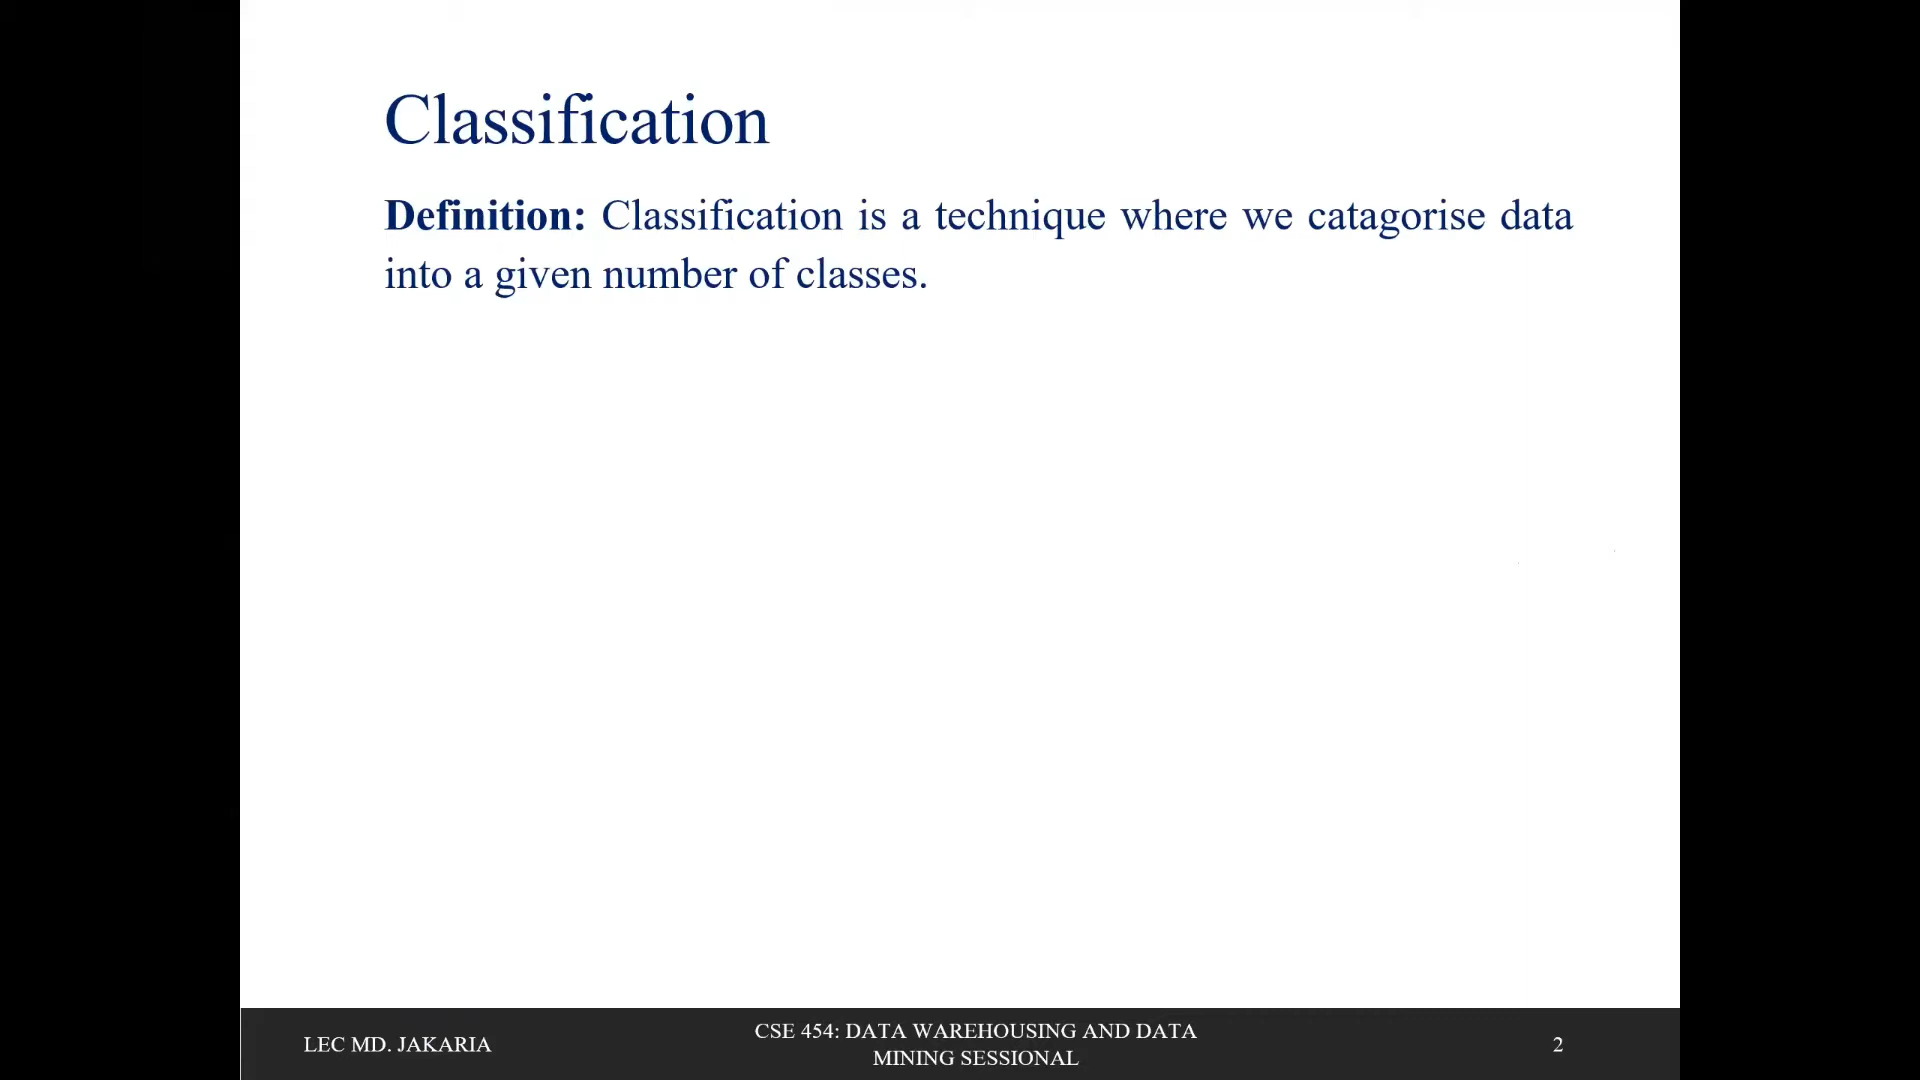 Classification
Definition: Classification is a technique where we catagorise data
into a given number of classes.
LEC MD. JAKARIA
CSE 454: DATA WAREHOUSING AND DATA
MINING SESSIONAL
2